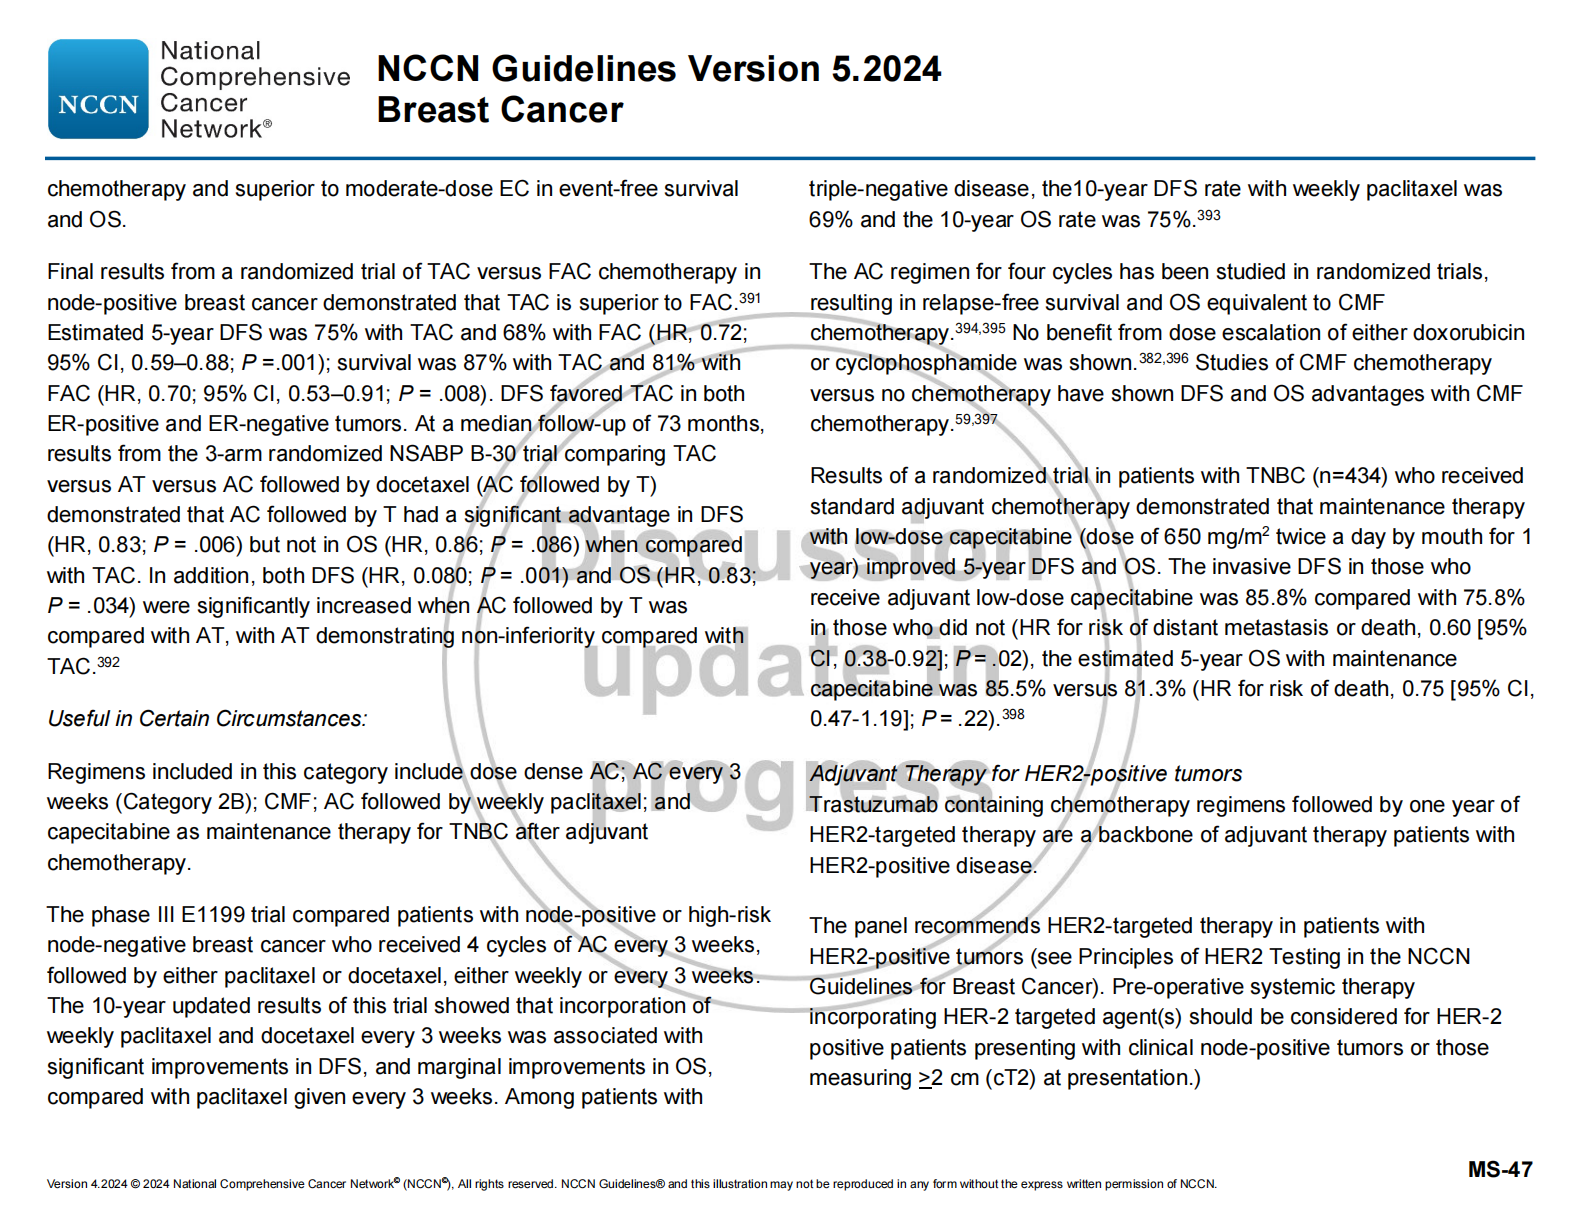 National
Comprehensive
Cancer
Network®
NCCN
NCCN Guidelines Version 5.2024
Breast Cancer
chemotherapy and superior to moderate-dose EC in event-free survival
and OS.
Final results from a randomized trial of TAC versus FAC chemotherapy in
node-positive breast cancer demonstrated that TAC is superior to FAC.391
Estimated 5-year DFS was 75% with TAC and 68% with FAC (HR, 0.72;
95% CI, 0.59–0.88; P =.001); survival was 87% with TAC and 81% with
FAC (HR, 0.70; 95% CI, 0.53–0.91; P = .008). DFS favored TAC in both
ER-positive and ER-negative tumors. At a median follow-up of 73 months,
results from the 3-arm randomized NSABP B-30 trial comparing TAC
versus AT versus AC followed by docetaxel (AC followed by T)
demonstrated that AC followed by T had a significant advantage in DFS
(HR, 0.83; P = .006) but not in OS (HR, 0.86; P = .086) when compared
with TAC. In addition, both DFS (HR, 0.080; P = .001) and OS (HR, 0.83;
P = .034) were significantly increased when AC followed by T was
compared with AT, with AT demonstrating non-inferiority compared with
TAC.392
Useful in Certain Circumstances:
Regimens included in this category include dose dense AC; AC every 3
weeks (Category 2B); CMF; AC followed by weekly paclitaxel; and
capecitabine as maintenance therapy for TNBC after adjuvant
chemotherapy.
The phase III E1199 trial compared patients with node-positive or high-risk
node-negative breast cancer who received 4 cycles of AC every 3 weeks,
followed by either paclitaxel or docetaxel, either weekly or every 3 weeks.
The 10-year updated results of this trial showed that incorporation of
weekly paclitaxel and docetaxel every 3 weeks was associated with
significant improvements in DFS, and marginal improvements in OS,
compared with paclitaxel given every 3 weeks. Among patients with
triple-negative disease, the10-year DFS rate with weekly paclitaxel was
69% and the 10-year OS rate was 75%.393
The AC regimen for four cycles has been studied in randomized trials,
resulting in relapse-free survival and OS equivalent to CMF
chemotherapy.394,395 No benefit from dose escalation of either doxorubicin
or cyclophosphamide was shown.382,396 Studies of CMF chemotherapy
versus no chemotherapy have shown DFS and OS advantages with CMF
chemotherapy.59,397
Results of a randomized trial in patients with TNBC (n=434) who received
standard adjuvant chemotherapy demonstrated that maintenance therapy
with low-dose capecitabine (dose of 650 mg/m2 twice a day by mouth for 1
year) improved 5-year DFS and OS. The invasive DFS in those who
receive adjuvant low-dose capecitabine was 85.8% compared with 75.8%
in those who did not (HR for risk of distant metastasis or death, 0.60 [95%
CI, 0.38-0.92]; P = .02), the estimated 5-year OS with maintenance
capecitabine was 85.5% versus 81.3% (HR for risk of death, 0.75 [95% CI,
0.47-1.19]; P = .22).398
Adjuvant Therapy for HER2-positive tumors
Trastuzumab containing chemotherapy regimens followed by one year of
HER2-targeted therapy are a backbone of adjuvant therapy patients with
HER2-positive disease.
The panel recommends HER2-targeted therapy in patients with
HER2-positive tumors (see Principles of HER2 Testing in the NCCN
Guidelines for Breast Cancer). Pre-operative systemic therapy
incorporating HER-2 targeted agent(s) should be considered for HER-2
positive patients presenting with clinical node-positive tumors or those
measuring ≥2 cm (cT2) at presentation.)
Discussion
update in
progress
MS-47
Version 4.2024 © 2024 National Comprehensive Cancer Network© (NCCN©), All rights reserved. NCCN Guidelines® and this illustration may not be reproduced in any form without the express written permission of NCCN.